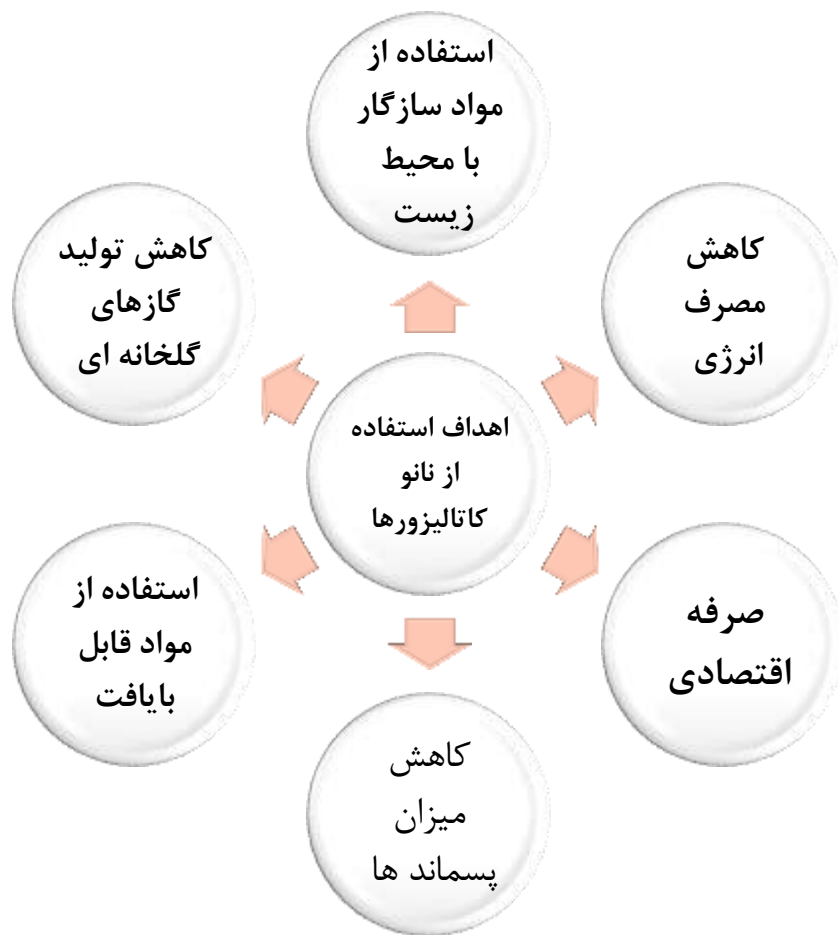 استفاده از
مواد سازگار
با محیط
زیست
کاهش
مصرف
انرژی
کاهش تولید
گازهای
گلخانه ای
اهداف استفاده
از نانو
کاتالیزورها
صرفه
اقتصادی
استفاده از
مواد قابل
بایافت
کاهش
میزان
پسماند ها